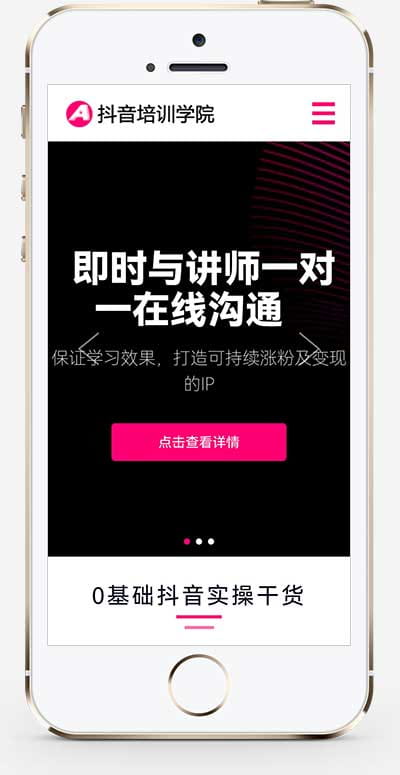 抖音培训学院
即时与讲师一对
一在线沟通
保证学习效果，打造可持续涨粉及变现
的IP
点击查看详情
0基础抖音实操干货